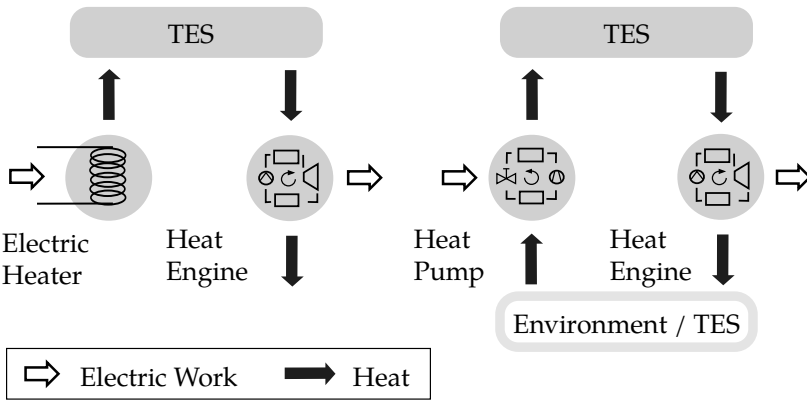 TES
TES
Electric
Heater
Heat
Engine
Heat
Pump
Heat
Engine
Environment / TES
Electric Work
Heat